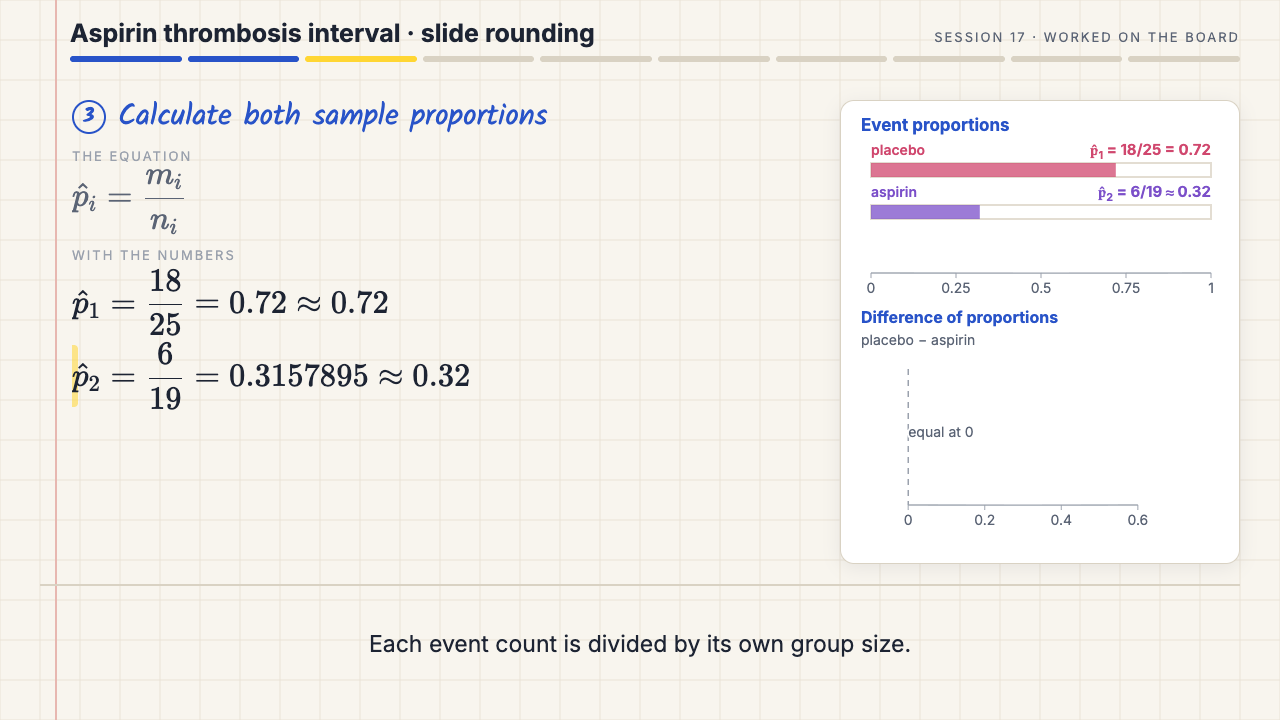 Aspirin thrombosis interval · slide rounding
SESSION 17 · WORKED ON THE BOARD
3 Calculate both sample proportions
THE EQUATION
p̂ᵢ = mᵢ/nᵢ
WITH THE NUMBERS
p̂₁ = 18/25 = 0.72 ≈ 0.72
p̂₂ = 6/19 = 0.3157895 ≈ 0.32
Event proportions
placebo p̂₁ = 18/25 = 0.72
aspirin p̂₂ = 6/19 ≈ 0.32
0 0.25 0.5 0.75 1
Difference of proportions
placebo − aspirin
equal at 0
0 0.2 0.4 0.6
Each event count is divided by its own group size.